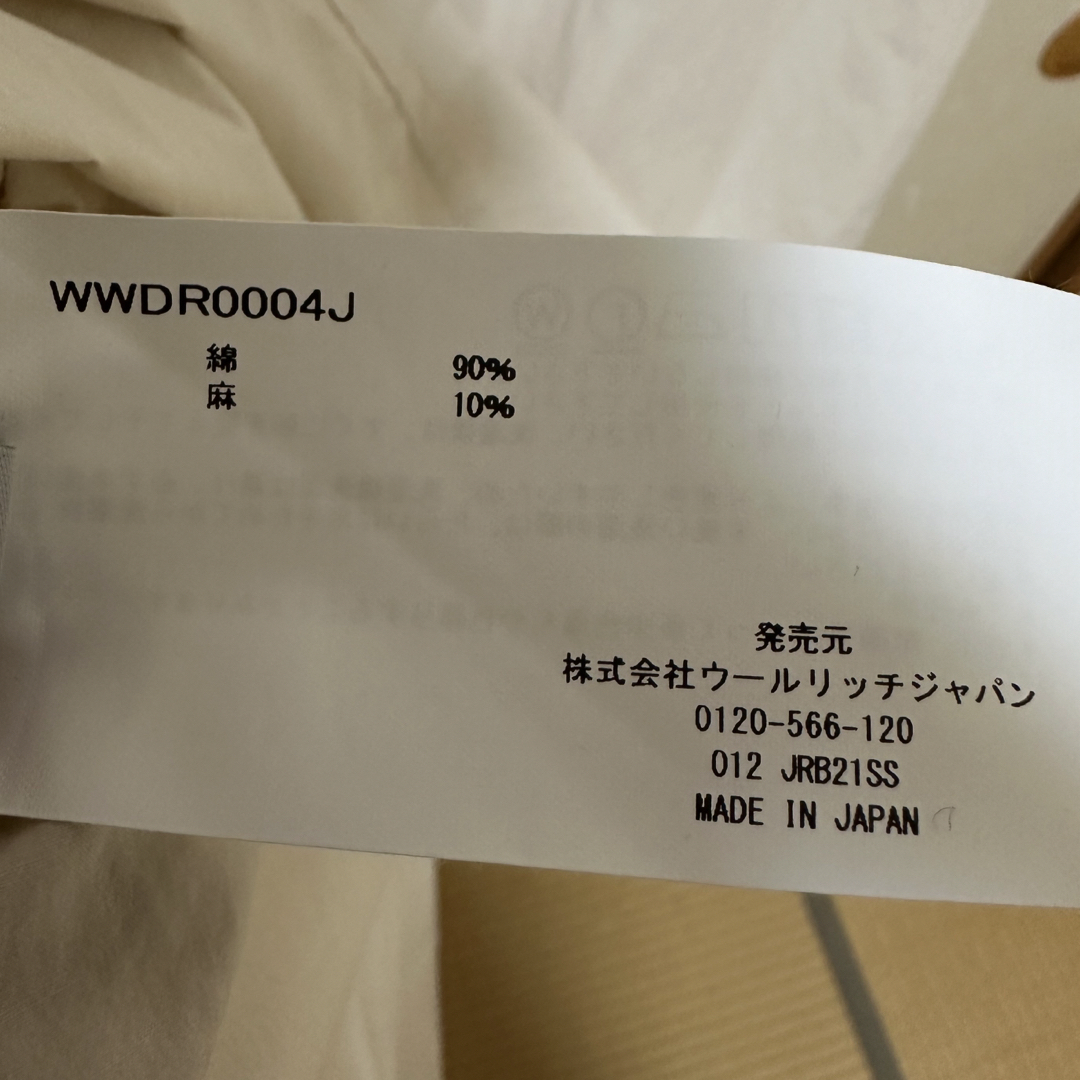 WWDR0004J
綿 90%
麻 10%
発売元
株式会社ウールリッチジャパン
0120-566-120
012 JRB21SS
MADE IN JAPAN